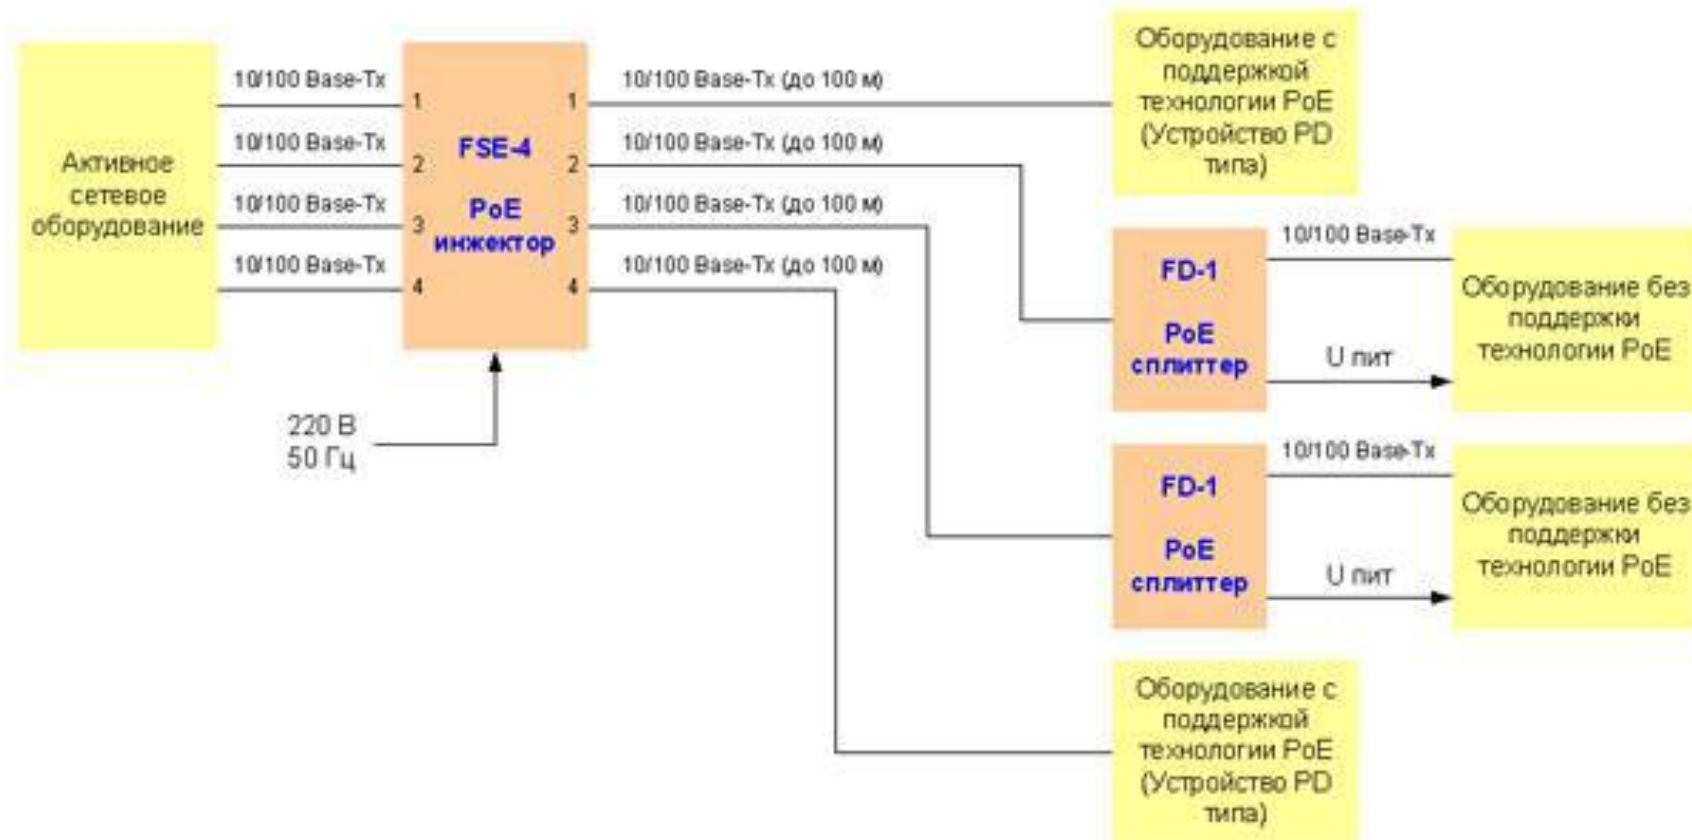 Активное
сетевое
оборудование
10/100 Base-Tx
10/100 Base-Tx
10/100 Base-Tx
10/100 Base-Tx
1
2
3
4
FSE-4
PoE
инжектор
1
2
3
4
220 В
50 Гц
10/100 Base-Tx (до 100 м)
10/100 Base-Tx (до 100 м)
10/100 Base-Tx (до 100 м)
10/100 Base-Tx (до 100 м)
Оборудование с
поддержкой
технологии PoE
(Устройство PD
типа)
FD-1
PoE
сплиттер
10/100 Base-Tx
U пит
Оборудование без
поддержки
технологии PoE
FD-1
PoE
сплиттер
10/100 Base-Tx
U пит
Оборудование без
поддержки
технологии PoE
Оборудование с
поддержкой
технологии PoE
(Устройство PD
типа)